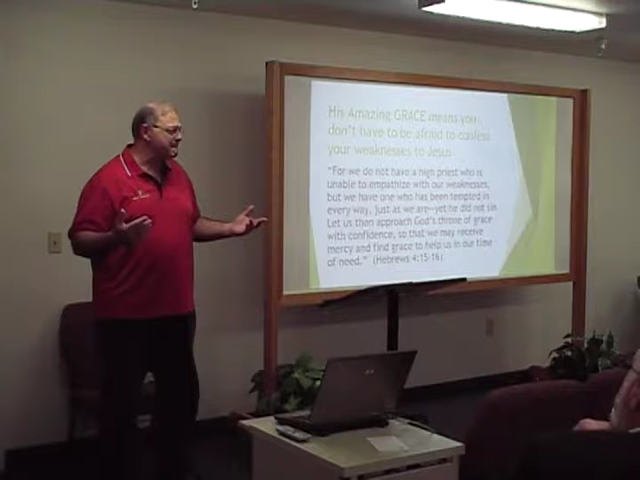 His Amazing GRACE means you
don't have to be afraid to confess
your weaknesses to Jesus
"For we do not have a high priest who is
unable to empathize with our weaknesses,
but we have one who has been tempted in
every way, just as we are—yet he did not sin
Let us then approach God's throne of grace
with confidence, so that we may receive
mercy and find grace to help us in our time
of need." (Hebrews 4:15-16)